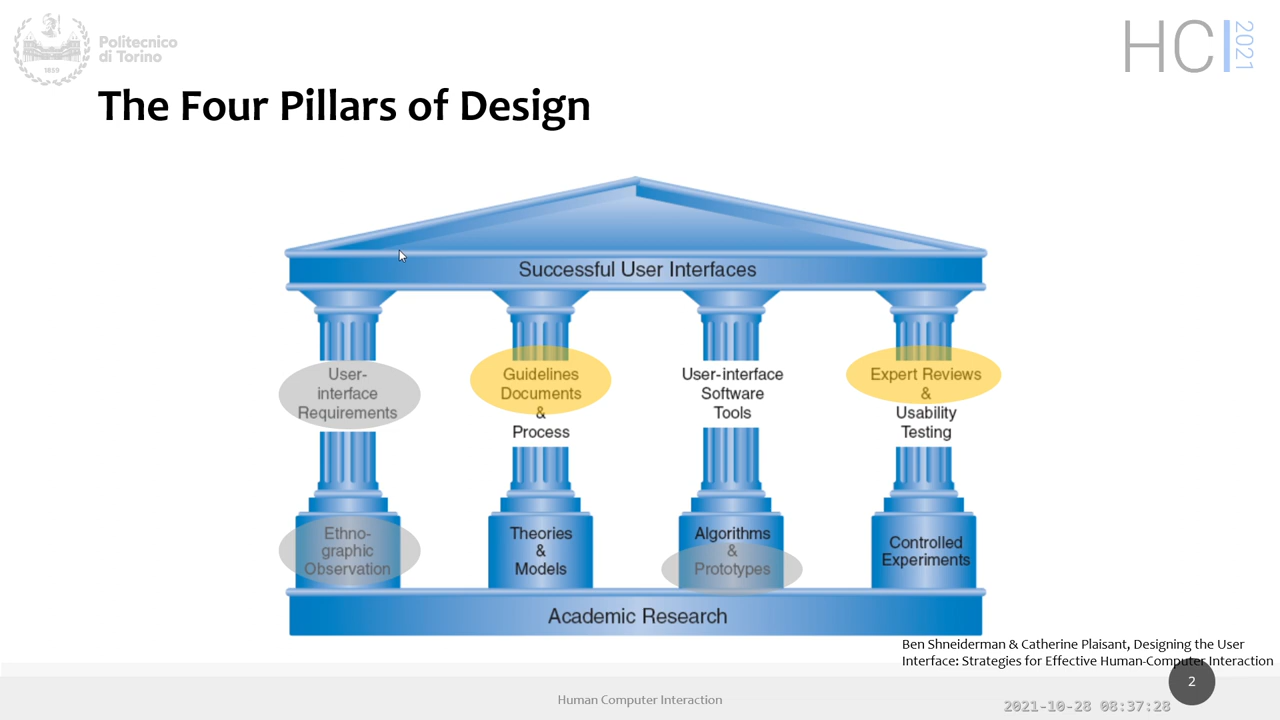 Politecnico
di Torino
1859
HCI
2021
The Four Pillars of Design
Successful User Interfaces
User-
interface
Requirements
Guidelines
Documents
&
Process
User-interface
Software
Tools
Expert Reviews
&
Usability
Testing
Ethno-
graphic
Observation
Theories
&
Models
Algorithms
&
Prototypes
Controlled
Experiments
Academic Research
Ben Shneiderman & Catherine Plaisant, Designing the User
Interface: Strategies for Effective Human-Computer Interaction
Human Computer Interaction
2
2021-10-28 08:37:28